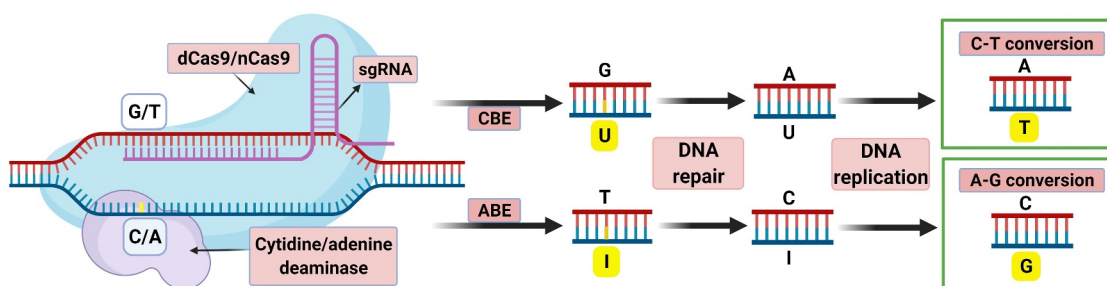 dCas9/nCas9
sgRNA
G/T
C/A
Cytidine/adenine
deaminase
CBE
G
U
A
U
C-T conversion
A
T
DNA
repair
DNA
replication
ABE
T
I
C
I
A-G conversion
C
G